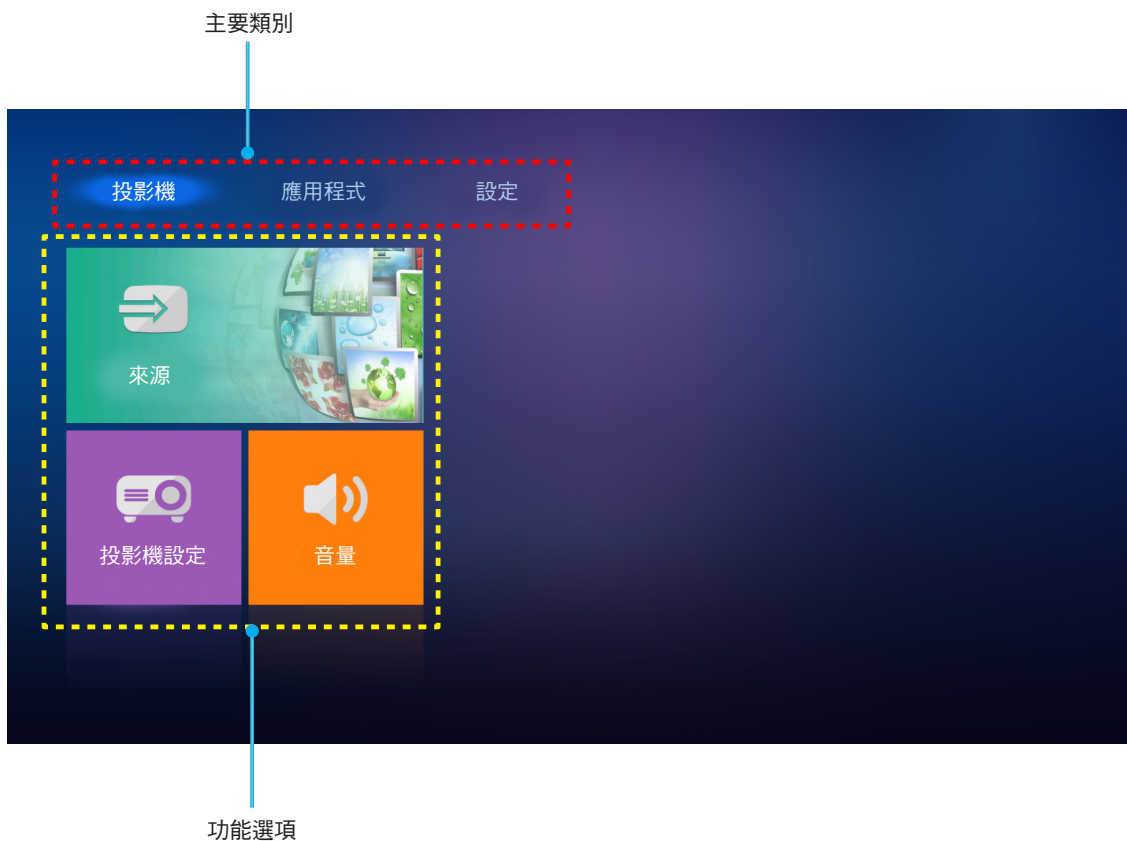 主要類別
投影機 應用程式 設定
來源
投影機設定 音量
功能選項